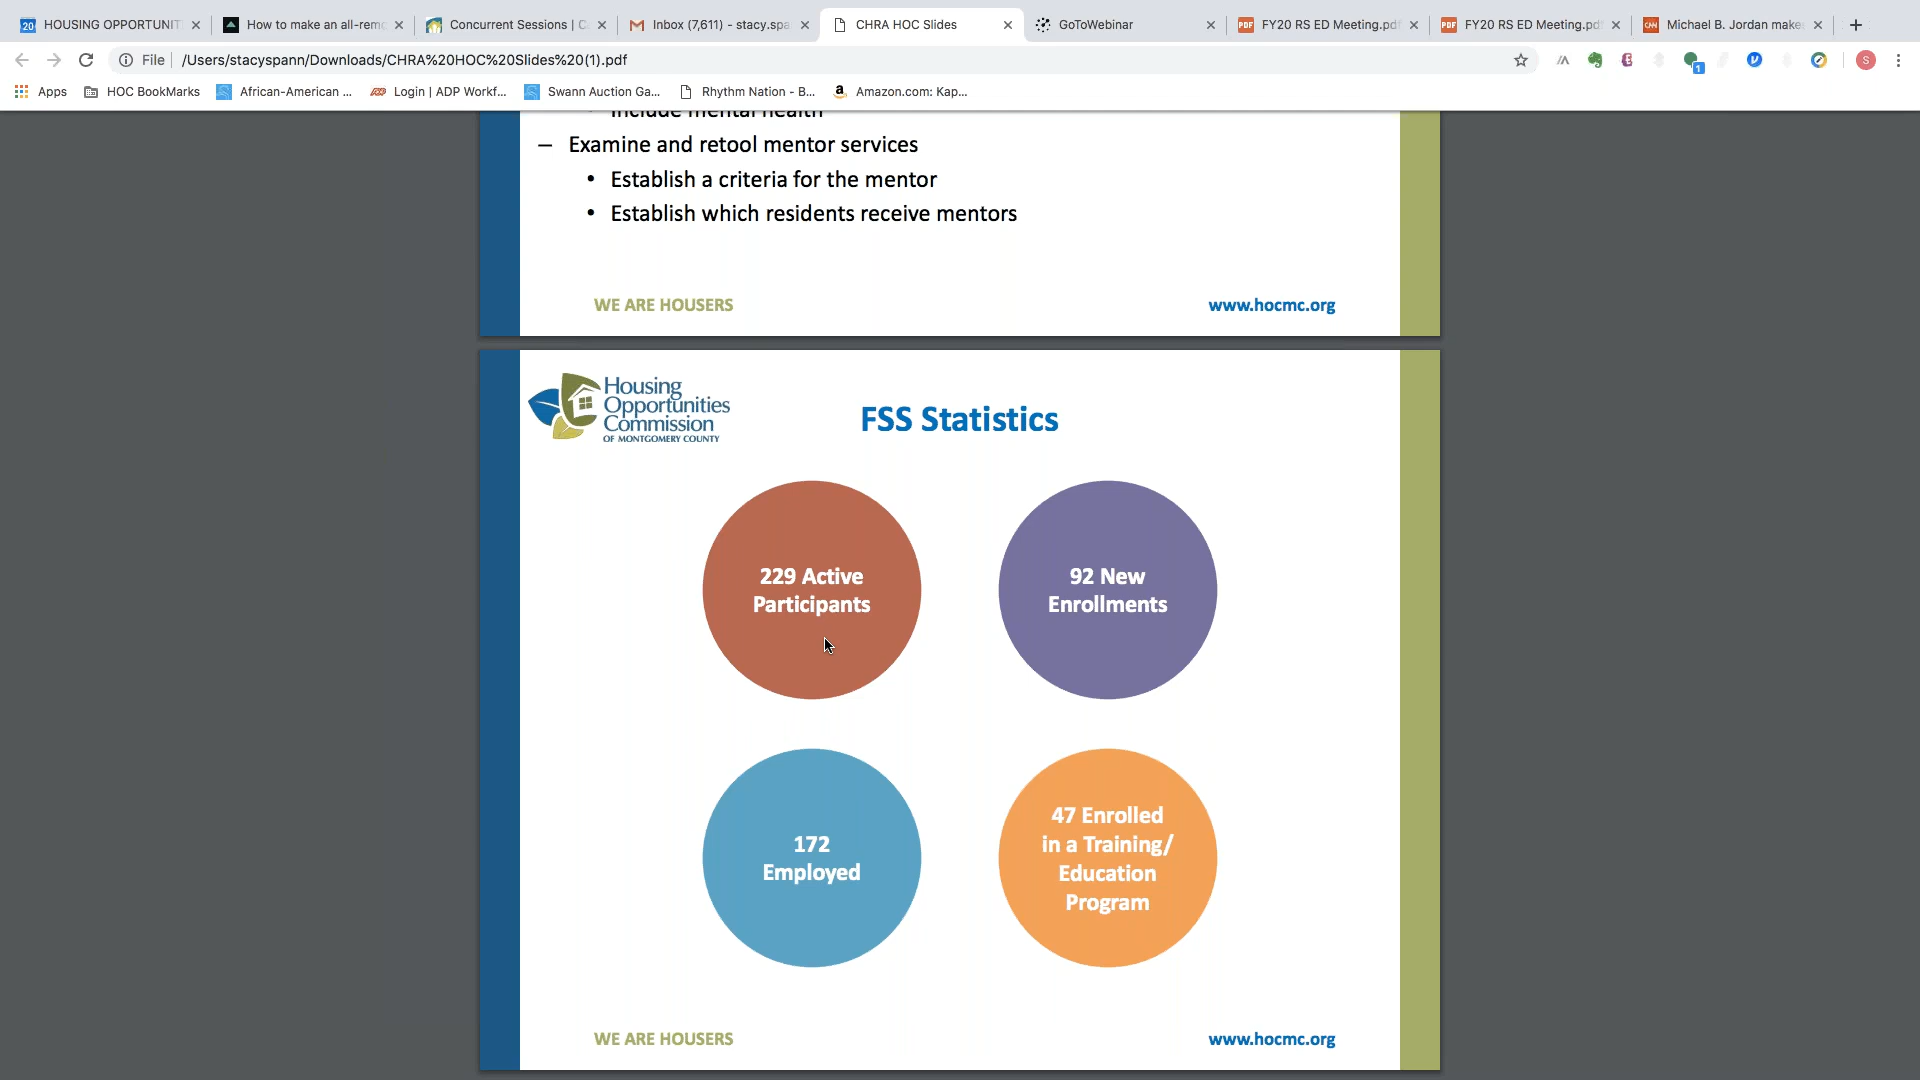 HOUSING OPPORTUNIT
How to make an all-remo
Concurrent Sessions | C
Inbox (7,611) - stacy.spa
CHRA HOC Slides
GoToWebinar
FY20 RS ED Meeting.pdf
FY20 RS ED Meeting.pdf
Michael B. Jordan make
File
/Users/stacyspann/Downloads/CHRA%20HOC%20Slides%20(1).pdf
Apps
HOC BookMarks
African-American ...
Login | ADP Workf...
Swann Auction Ga...
Rhythm Nation - B...
Amazon.com: Kap...
• Include mental health
– Examine and retool mentor services
• Establish a criteria for the mentor
• Establish which residents receive mentors
WE ARE HOUSERS
www.hocmc.org
Housing
Opportunities
Commission
OF MONTGOMERY COUNTY
FSS Statistics
229 Active
Participants
92 New
Enrollments
172
Employed
47 Enrolled
in a Training/
Education
Program
WE ARE HOUSERS
www.hocmc.org